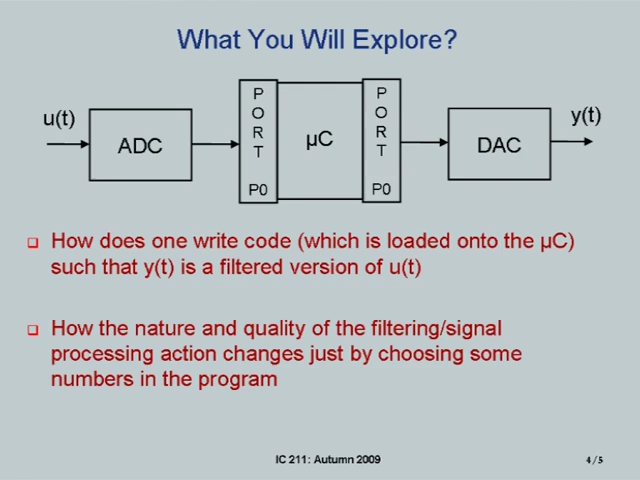 What You Will Explore?
u(t)
ADC
PORT P0
µC
PORT P0
DAC
y(t)
How does one write code (which is loaded onto the µC)
such that y(t) is a filtered version of u(t)
How the nature and quality of the filtering/signal
processing action changes just by choosing some
numbers in the program
IC 211: Autumn 2009
4/5